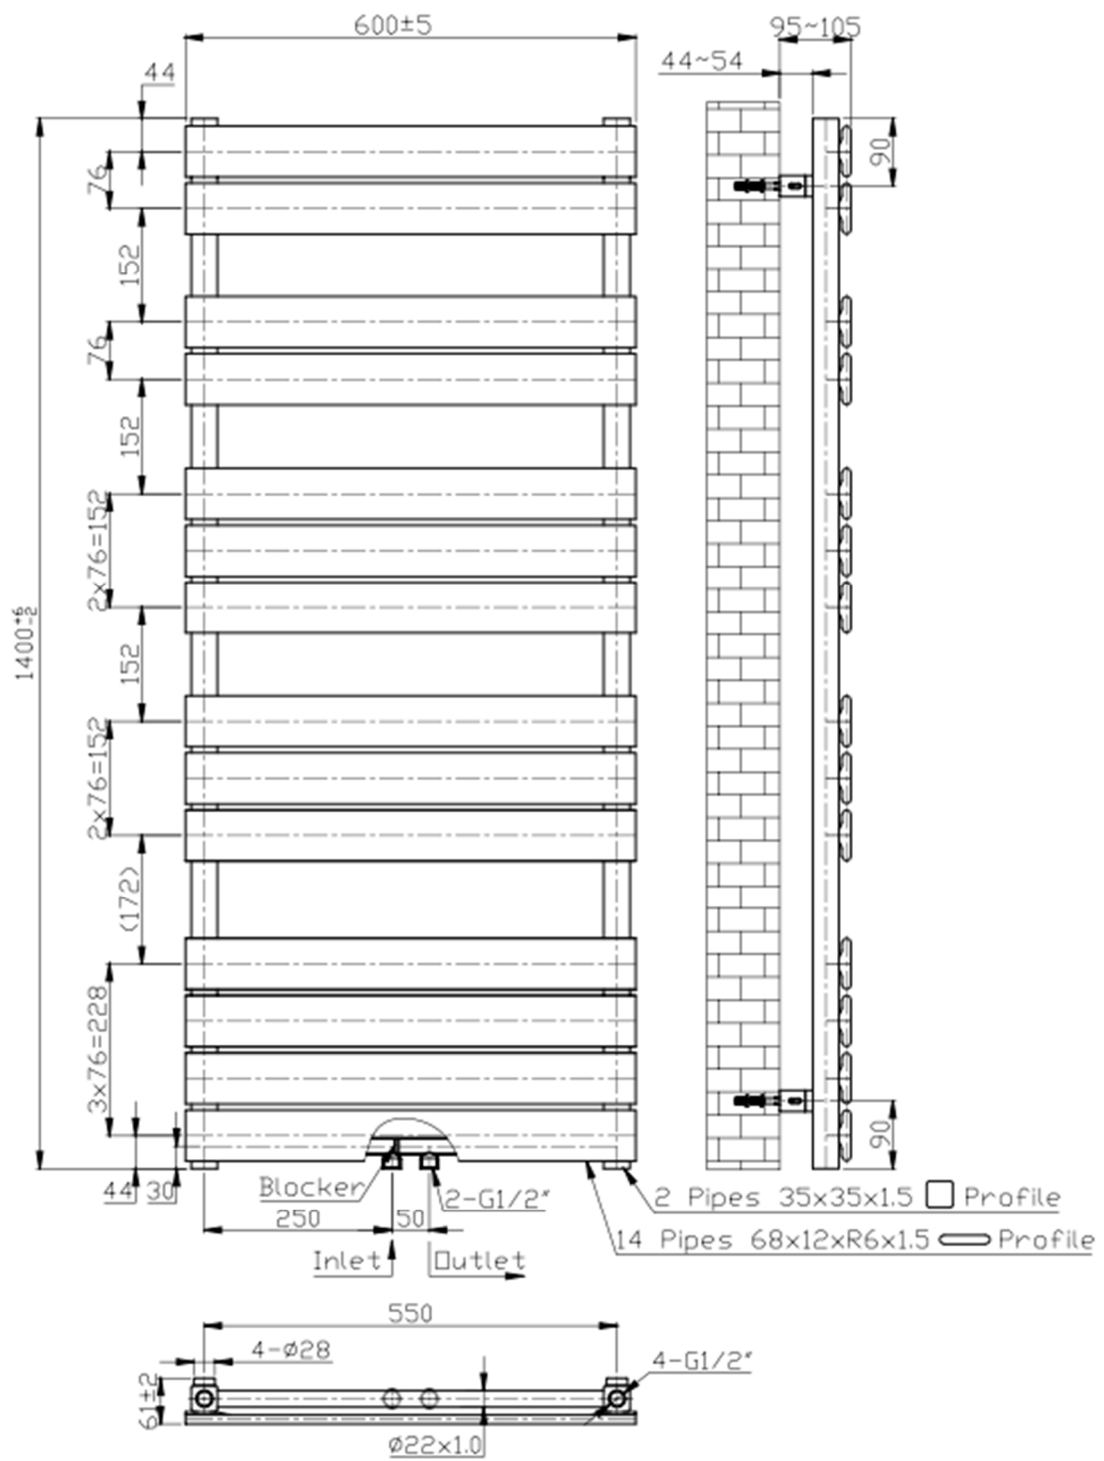 600±5
95~105
44~54
44
90
76
152
76
152
2x76=152
1400+6-2
152
2x76=152
(172)
3x76=228
90
44
30
Blocker
2-G1/2"
2 Pipes 35x35x1.5 Profile
250
50
14 Pipes 68x12xR6x1.5 Profile
Inlet
Outlet
550
4-Ø28
4-G1/2"
61±2
Ø22x1.0